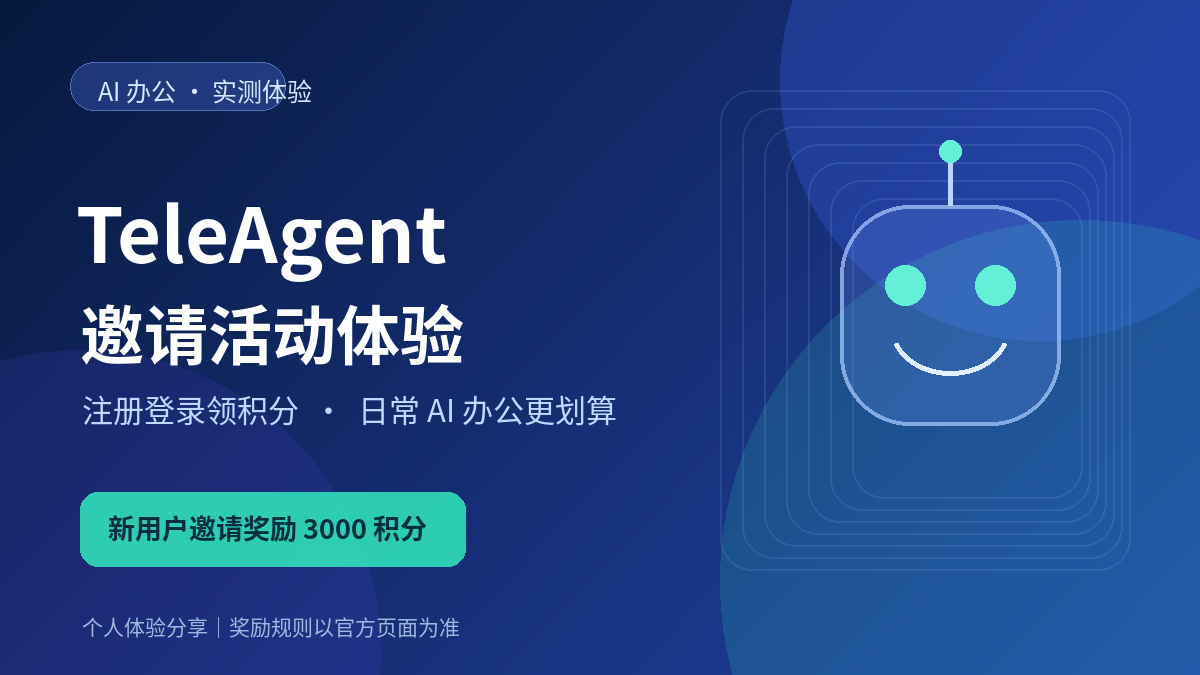 AI 办公 · 实测体验
TeleAgent
邀请活动体验
注册登录领积分 · 日常 AI 办公更划算
新用户邀请奖励 3000 积分
个人体验分享｜奖励规则以官方页面为准